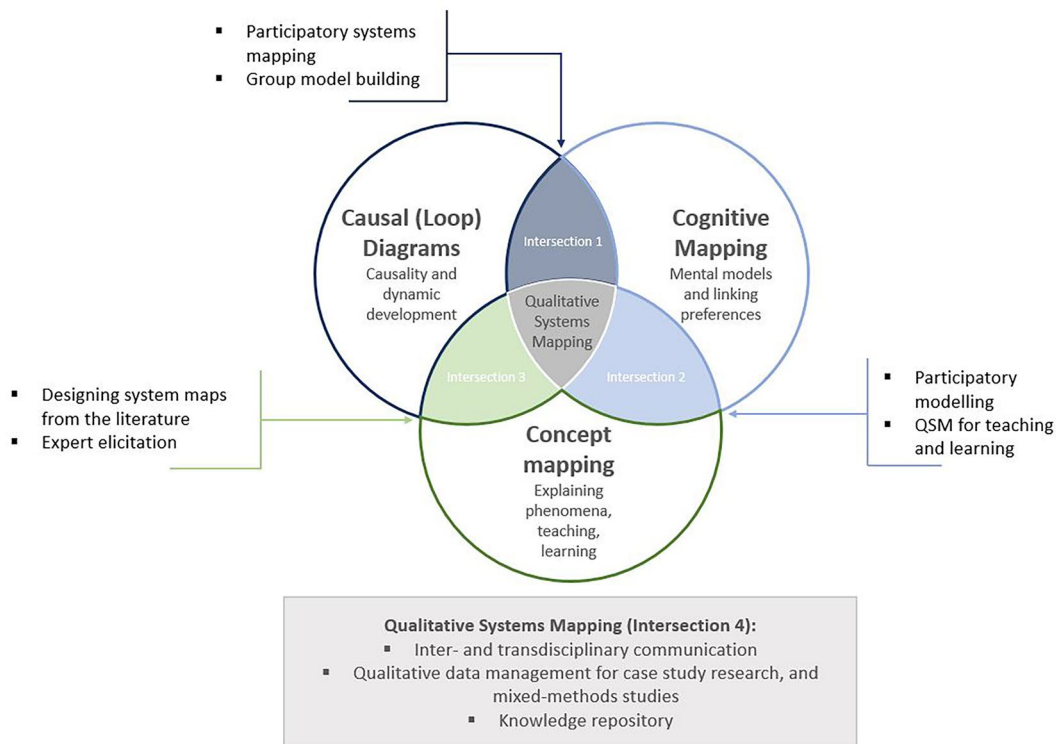 ▪ Participatory systems
mapping
▪ Group model building
Causal (Loop)
Diagrams
Causality and
dynamic
development
Intersection 1
Cognitive
Mapping
Mental models
and linking
preferences
Qualitative
Systems
Mapping
Intersection 3
Intersection 2
▪ Designing system maps
from the literature
▪ Expert elicitation
▪ Participatory
modelling
▪ QSM for teaching
and learning
Concept
mapping
Explaining
phenomena,
teaching,
learning
Qualitative Systems Mapping (Intersection 4):
▪ Inter- and transdisciplinary communication
▪ Qualitative data management for case study research, and
mixed-methods studies
▪ Knowledge repository